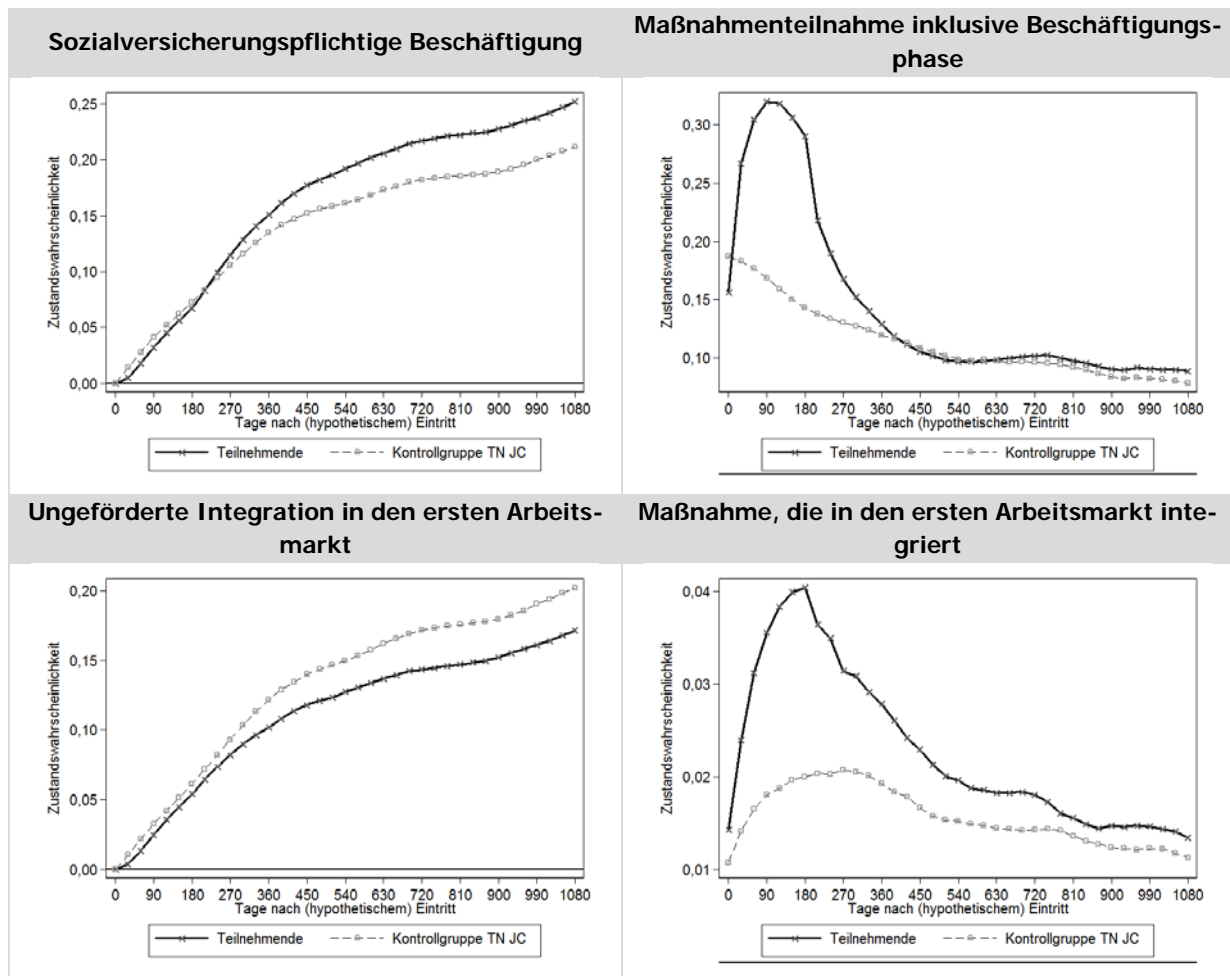 Sozialversicherungspflichtige Beschäftigung
Maßnahmenteilnahme inklusive Beschäftigungs-
phase
0,25
0,20
0,15
0,10
0,05
0,00
Zustandswahrscheinlichkeit
0 90 180 270 360 450 540 630 720 810 900 990 1080
Tage nach (hypothetischem) Eintritt
Teilnehmende Kontrollgruppe TN JC
0,30
0,25
0,20
0,15
0,10
Zustandswahrscheinlichkeit
0 90 180 270 360 450 540 630 720 810 900 990 1080
Tage nach (hypothetischem) Eintritt
Teilnehmende Kontrollgruppe TN JC
Ungeförderte Integration in den ersten Arbeits-
markt
Maßnahme, die in den ersten Arbeitsmarkt inte-
griert
0,20
0,15
0,10
0,05
0,00
Zustandswahrscheinlichkeit
0 90 180 270 360 450 540 630 720 810 900 990 1080
Tage nach (hypothetischem) Eintritt
Teilnehmende Kontrollgruppe TN JC
0,04
0,03
0,02
0,01
Zustandswahrscheinlichkeit
0 90 180 270 360 450 540 630 720 810 900 990 1080
Tage nach (hypothetischem) Eintritt
Teilnehmende Kontrollgruppe TN JC